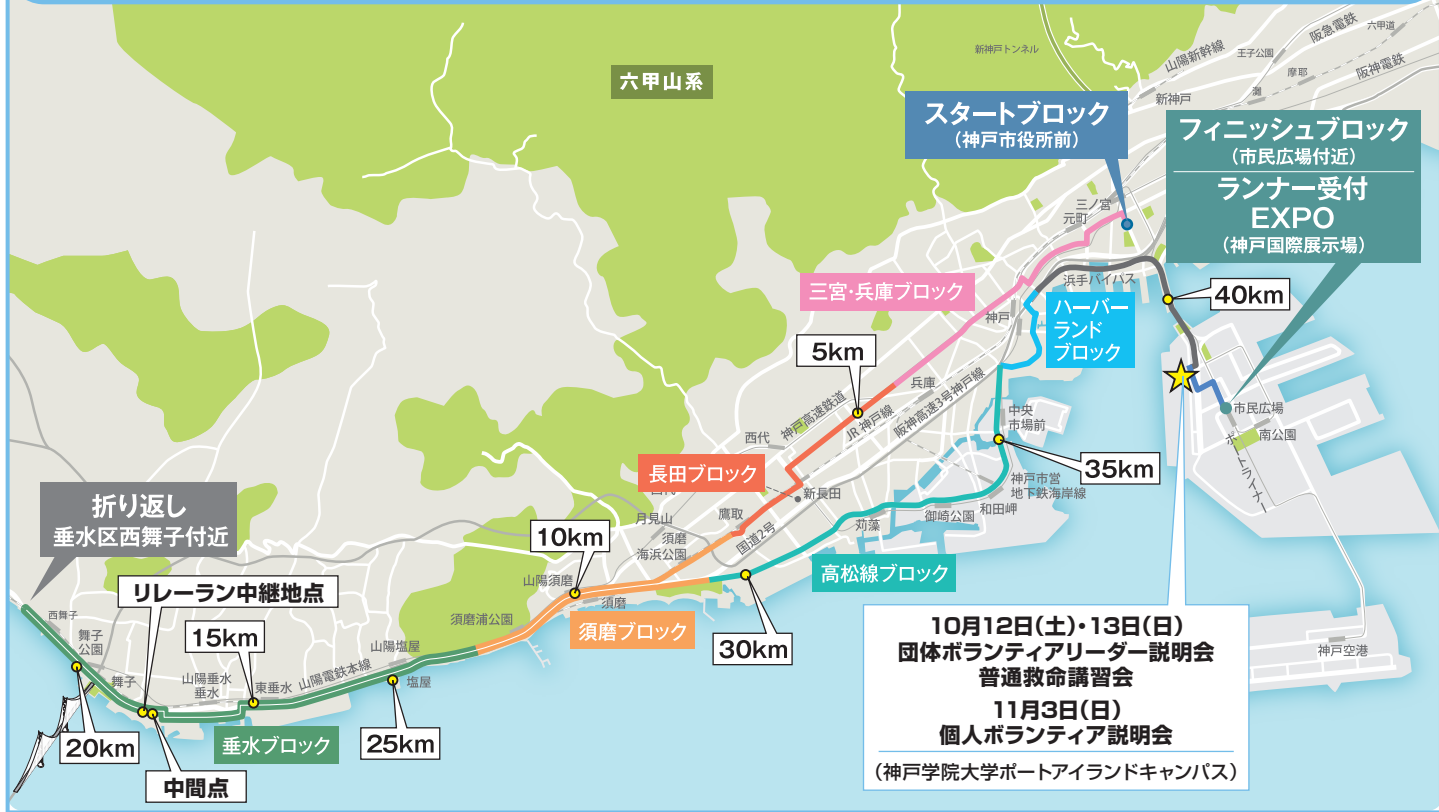 六甲山系
新神戸トンネル
山陽新幹線
阪急電鉄
六甲道
王子公園
摩耶
阪神電鉄
灘
新神戸
スタートブロック
（神戸市役所前）
フィニッシュブロック
（市民広場付近）
ランナー受付
EXPO
（神戸国際展示場）
三ノ宮
元町
三宮・兵庫ブロック
浜手バイパス
40km
神戸
ハーバー
ランド
ブロック
5km
兵庫
神戸高速鉄道
JR 神戸線
阪神高速3号神戸線
中央
市場前
市民広場
南公園
ポートライナー
西代
長田ブロック
35km
新長田
神戸市営
地下鉄海岸線
和田岬
御崎公園
苅藻
折り返し
垂水区西舞子付近
月見山
鷹取
須磨
海浜公園
国道2号
10km
山陽須磨
須磨
高松線ブロック
リレーラン中継地点
西舞子
舞子
公園
15km
須磨浦公園
須磨ブロック
30km
山陽塩屋
塩屋
舞子
山陽垂水
垂水
東垂水
山陽電鉄本線
20km
垂水ブロック
25km
中間点
10月12日（土）・13日（日）
団体ボランティアリーダー説明会
普通救命講習会
11月3日（日）
個人ボランティア説明会
（神戸学院大学ポートアイランドキャンパス）
神戸空港